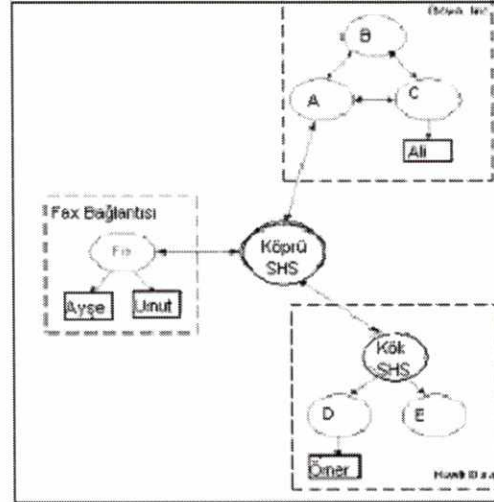 B
A
C
Ali
Fax Bağlantısı
Köprü
SHS
Ayşe
Umut
Kök
SHS
D
E
Ömer